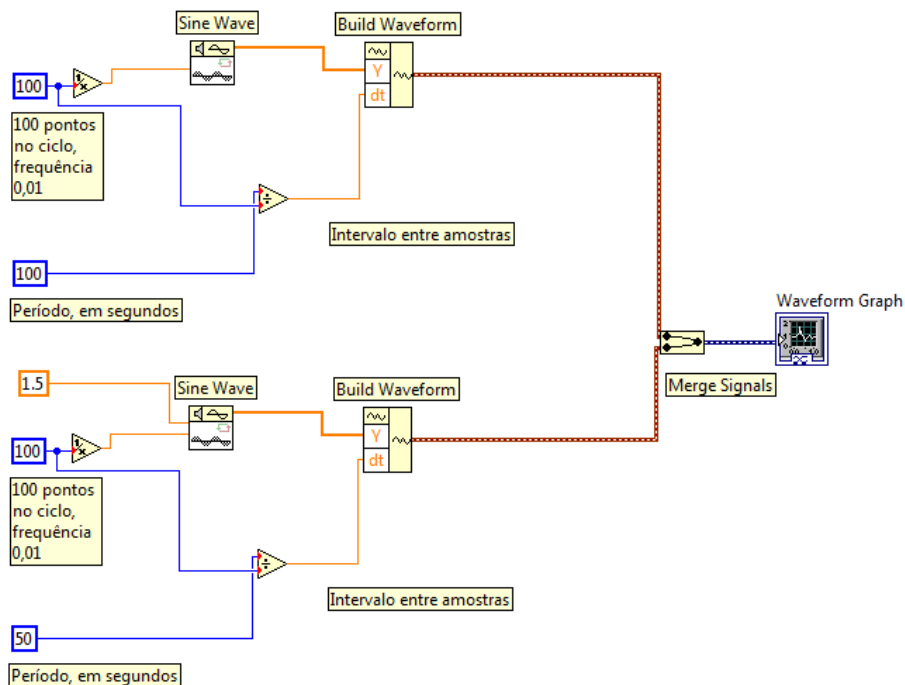 Sine Wave
Build Waveform
Y
dt
100
1/x
100 pontos
no ciclo,
frequência
0,01
÷
Intervalo entre amostras
100
Período, em segundos
Waveform Graph
Merge Signals
1.5
Sine Wave
Build Waveform
Y
dt
100
1/x
100 pontos
no ciclo,
frequência
0,01
÷
Intervalo entre amostras
50
Período, em segundos